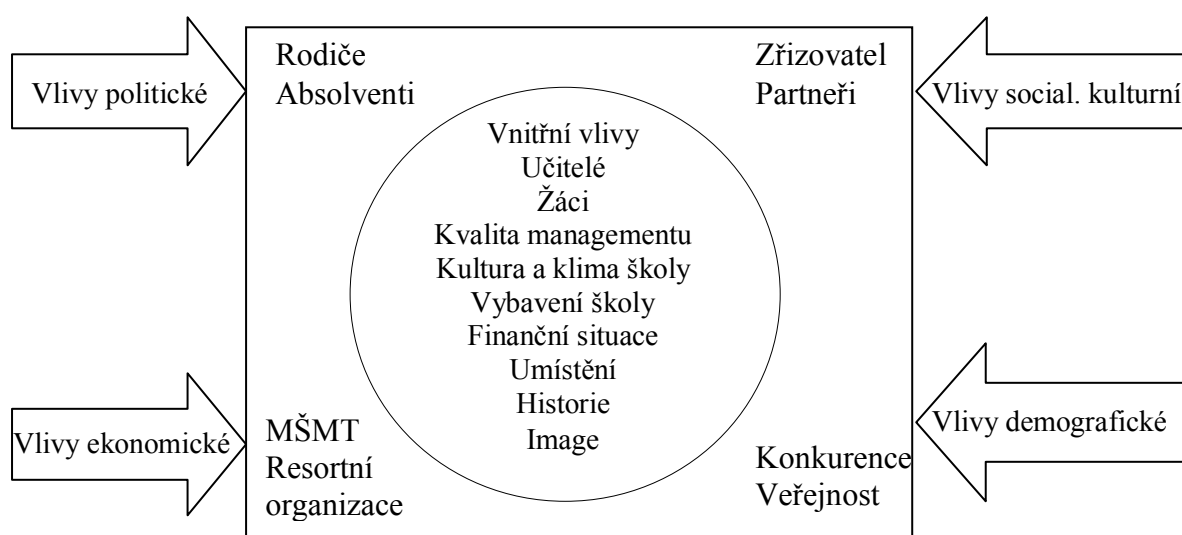 Rodiče
Absolventi
Zřizovatel
Partneři
Vlivy politické
Vlivy social. kulturní
Vnitřní vlivy
Učitelé
Žáci
Kvalita managementu
Kultura a klima školy
Vybavení školy
Finanční situace
Umístění
Historie
Image
Vlivy ekonomické
Vlivy demografické
MŠMT
Resortní
organizace
Konkurence
Veřejnost